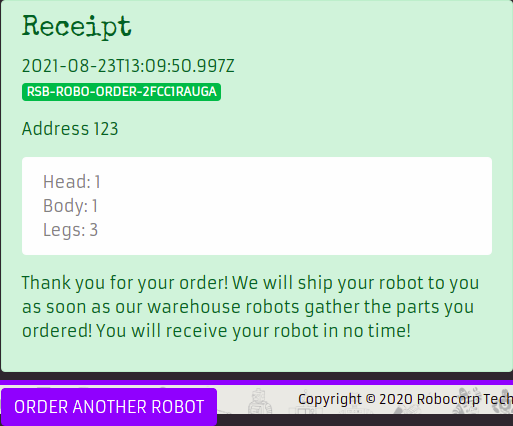 Receipt
2021-08-23T13:09:50.997Z
RSB-ROBO-ORDER-2FCC1RAUGA
Address 123
Head: 1
Body: 1
Legs: 3
Thank you for your order! We will ship your robot to you
as soon as our warehouse robots gather the parts you
ordered! You will receive your robot in no time!
ORDER ANOTHER ROBOT
Copyright © 2020 Robocorp Tech